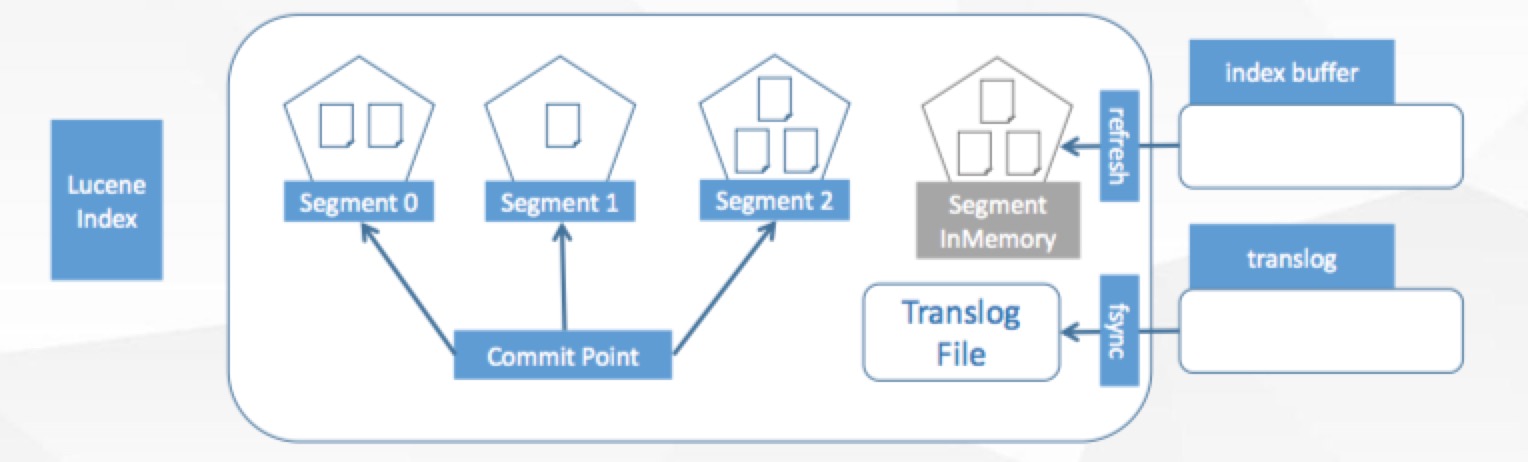 Lucene
Index
Segment 0
Segment 1
Segment 2
Segment
InMemory
refresh
index buffer
Commit Point
Translog
File
fsync
translog